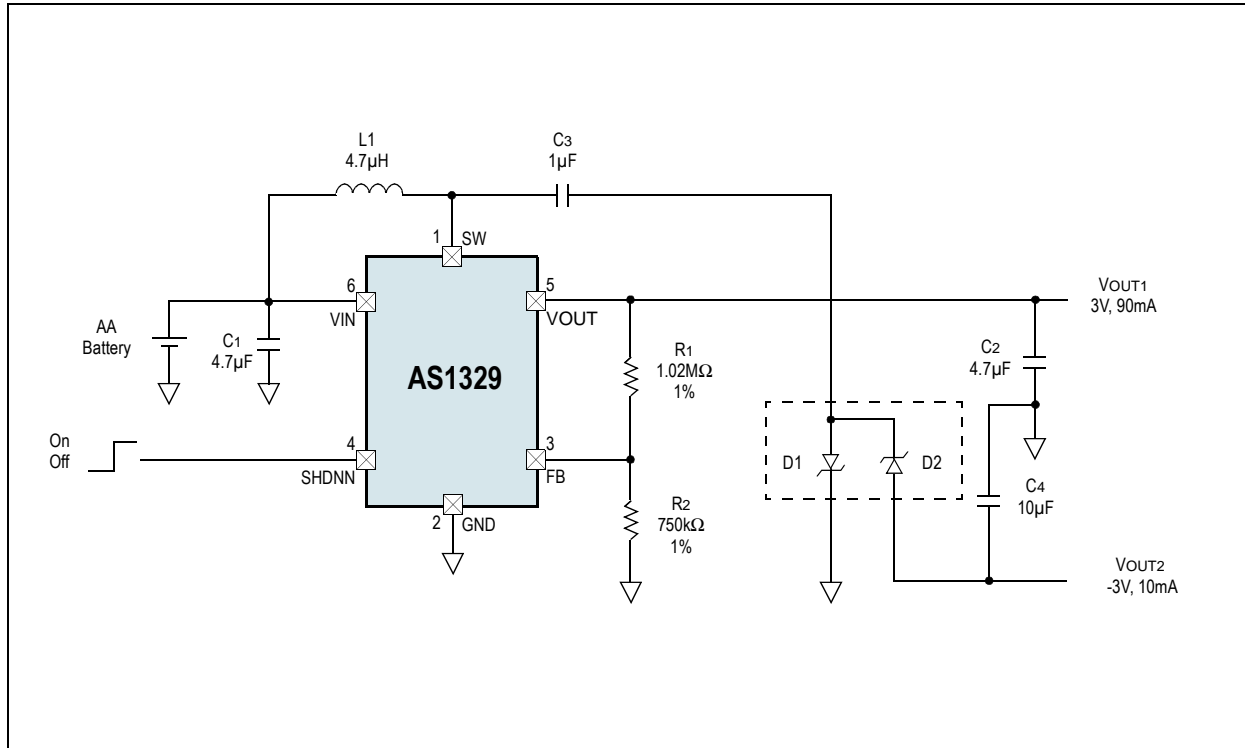 L1
4.7µH
C3
1µF
1
SW
6
VIN
5
VOUT
VOUT1
3V, 90mA
AA
Battery
C1
4.7µF
R1
1.02MΩ
1%
C2
4.7µF
AS1329
On
Off
4
SHDNN
3
FB
D1
D2
C4
10µF
2
GND
R2
750kΩ
1%
VOUT2
-3V, 10mA